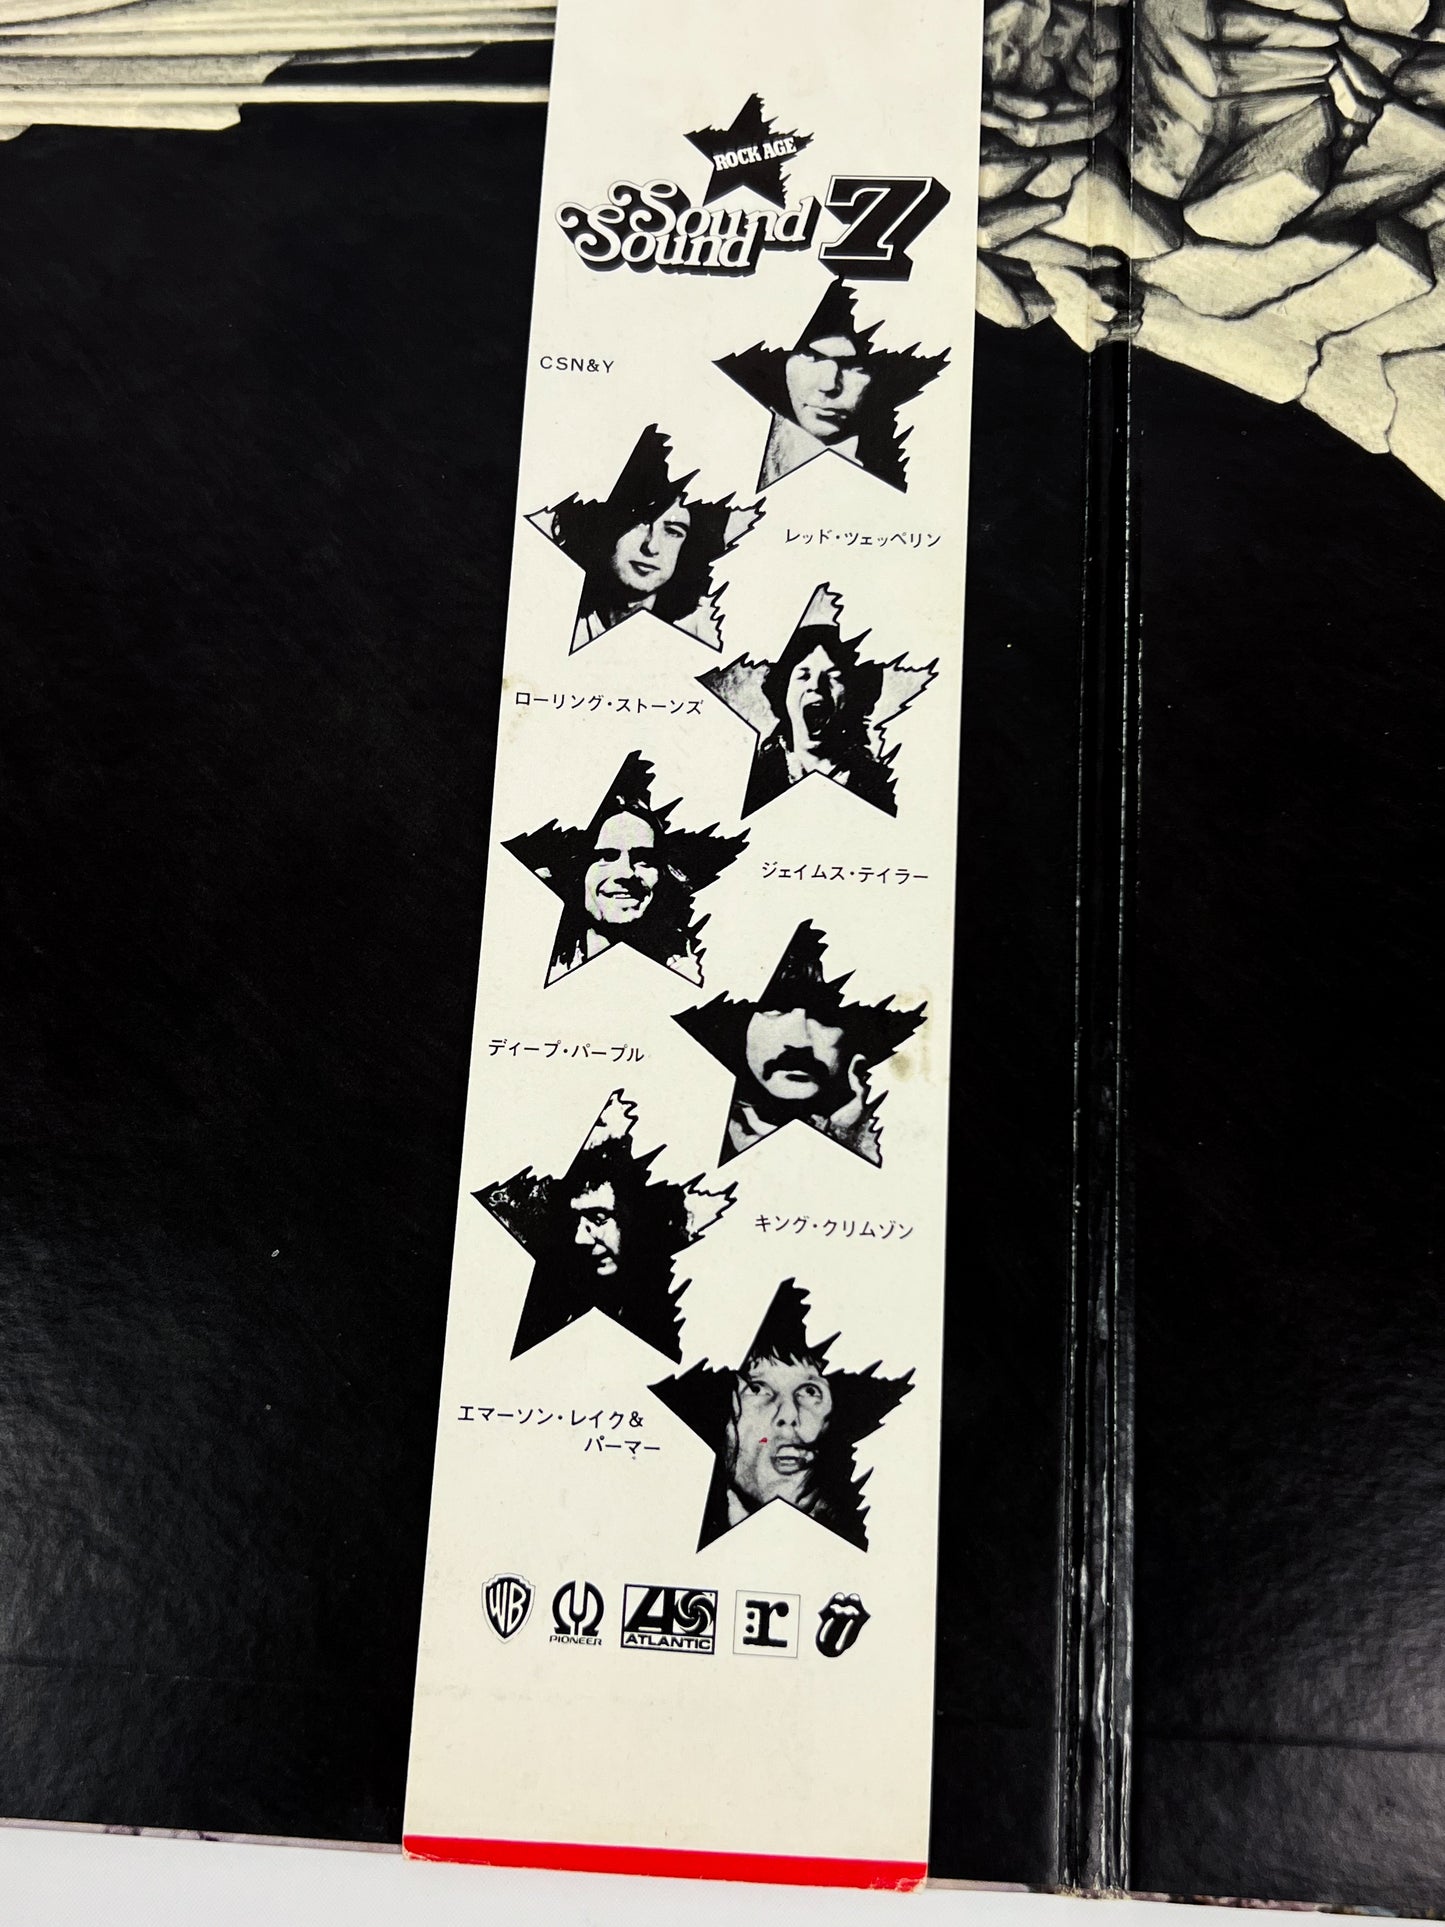 ROCK AGE
Sound
Sound 7
CSN&Y
レッド・ツェッペリン
ローリング・ストーンズ
ジェイムス・テイラー
ディープ・パープル
キング・クリムゾン
エマーソン・レイク&
パーマー
WB
PIONEER
ATLANTIC
:r